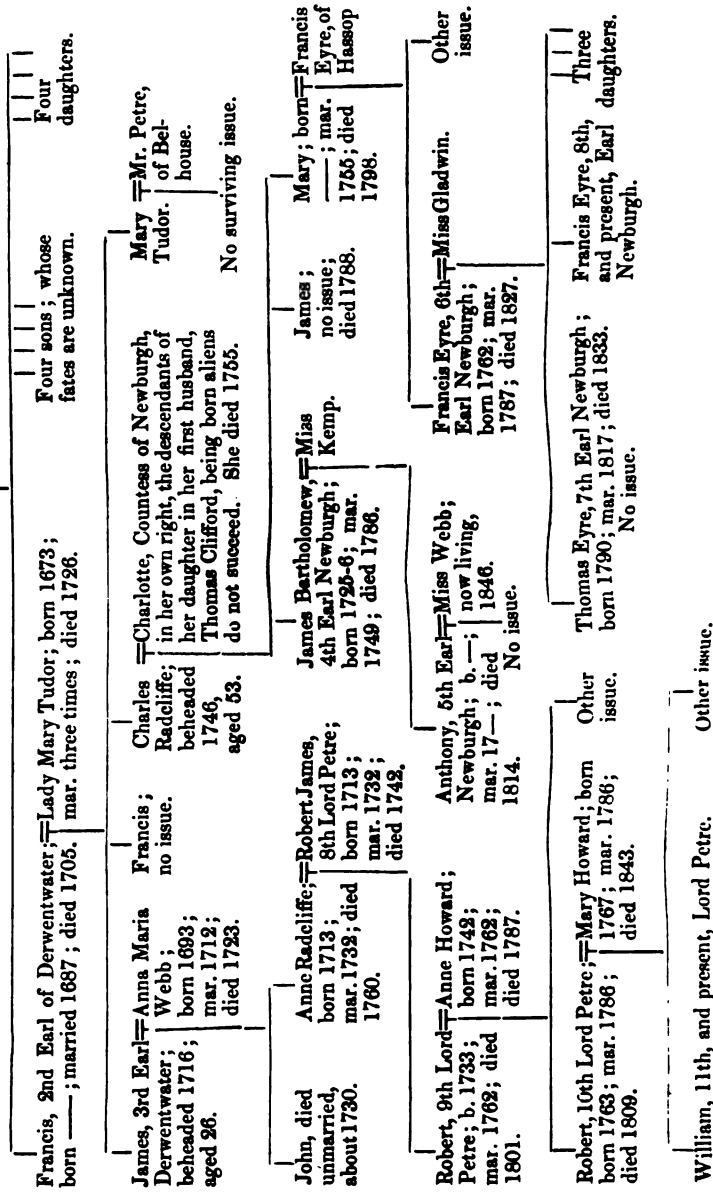 Francis, 2nd Earl of Derwentwater;=Lady Mary Tudor; born 1673;
born —— ; married 1687 ; died 1705.
mar. three times ; died 1726.
Four sons ; whose
fates are unknown.
Four
daughters.
James, 3rd Earl
Derwentwater;
beheaded 1716;
aged 26.
=Anna Maria
Webb;
born 1693;
mar. 1712;
died 1723.
Francis ;
no issue.
Charles
Radcliffe;
beheaded
1746,
aged 53.
=Charlotte, Countess of Newburgh,
in her own right, the descendants of
her daughter in her first husband,
Thomas Clifford, being born aliens
do not succeed. She died 1755.
Mary
Tudor.
=Mr. Petre,
of Bel-
house.
No surviving issue.
John, died
unmarried,
about 1730.
Anne Radcliffe;
born 1713;
mar. 1732; died
1760.
=Robert James,
8th Lord Petre;
born 1713 ;
mar. 1732 ;
died 1742.
James Bartholomew,
4th Earl Newburgh;
born 1725-6; mar.
1749 ; died 1786.
=Miss
Kemp.
James ;
no issue;
died 1788.
Mary ; born
—— ; mar.
1755 ; died
1798.
=Francis
Eyre, of
Hassop
Robert, 9th Lord
Petre; b. 1733 ;
mar. 1762; died
1801.
=Anne Howard ;
born 1742;
mar. 1762;
died 1787.
Anthony, 5th Earl
Newburgh; b. —;
mar. 17—; died
1814.
=Miss Webb;
now living,
1846.
No issue.
Francis Eyre, 6th
Earl Newburgh;
born 1762; mar.
1787; died 1827.
=Miss Gladwin.
Other
issue.
Robert, 10th Lord Petre;
born 1763; mar. 1786 ;
died 1809.
=Mary Howard; born
1767; mar. 1786;
died 1843.
Other
issue.
Thomas Eyre, 7th Earl Newburgh ;
born 1790; mar. 1817; died 1833.
No issue.
Francis Eyre, 8th,
and present, Earl
Newburgh.
Three
daughters.
William, 11th, and present, Lord Petre.
Other issue.